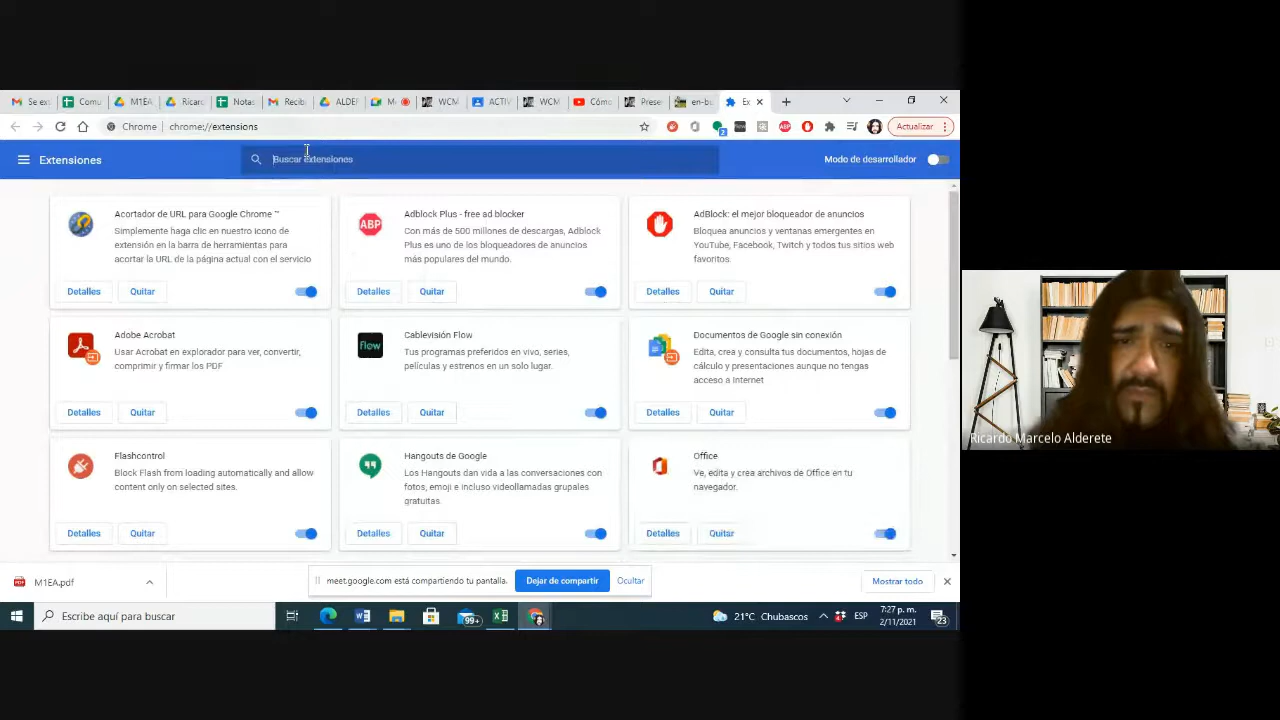 Se ex
Comu
M1EA
Ricar
Notas
Recib
ALDEF
M
WCM
ACTIV
WCM
Cómo
Prese
en-bu
Ex
Chrome
chrome://extensions
2
ABP
Actualizar
Extensiones
Buscar extensiones
Modo de desarrollador
Acortador de URL para Google Chrome ™
Simplemente haga clic en nuestro icono de
extensión en la barra de herramientas para
acortar la URL de la página actual con el servicio
Detalles
Quitar
ABP
Adblock Plus - free ad blocker
Con más de 500 millones de descargas, Adblock
Plus es uno de los bloqueadores de anuncios
más populares del mundo.
Detalles
Quitar
AdBlock: el mejor bloqueador de anuncios
Bloquea anuncios y ventanas emergentes en
YouTube, Facebook, Twitch y todos tus sitios web
favoritos.
Detalles
Quitar
Adobe Acrobat
Usar Acrobat en explorador para ver, convertir,
comprimir y firmar los PDF
Detalles
Quitar
flow
Cablevisión Flow
Tus programas preferidos en vivo, series,
películas y estrenos en un solo lugar.
Detalles
Quitar
Documentos de Google sin conexión
Edita, crea y consulta tus documentos, hojas de
cálculo y presentaciones aunque no tengas
acceso a Internet
Detalles
Quitar
Flashcontrol
Block Flash from loading automatically and allow
content only on selected sites.
Detalles
Quitar
Hangouts de Google
Los Hangouts dan vida a las conversaciones con
fotos, emoji e incluso videollamadas grupales
gratuitas.
Detalles
Quitar
Office
Ve, edita y crea archivos de Office en tu
navegador.
Detalles
Quitar
Ricardo Marcelo Alderete
M1EA.pdf
meet.google.com está compartiendo tu pantalla.
Dejar de compartir
Ocultar
Mostrar todo
Escribe aquí para buscar
99+
21°C Chubascos
ESP
7:27 p. m.
2/11/2021
23